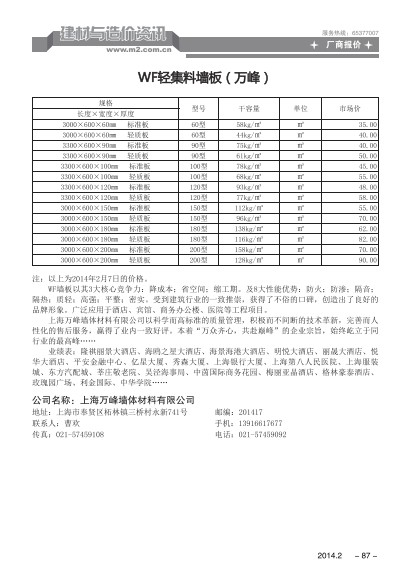 建材与造价资讯
www.m2.com.cn
服务热线：65377007
厂商报价
WF轻集料墙板（万峰）
规格 型号 干容量 单位 市场价
长度×宽度×厚度
3000×600×60㎜ 标准板 60型 58kg/㎡ ㎡ 35.00
3000×600×60㎜ 轻质板 60型 44kg/㎡ ㎡ 40.00
3300×600×90㎜ 标准板 90型 75kg/㎡ ㎡ 40.00
3300×600×90㎜ 轻质板 90型 61kg/㎡ ㎡ 50.00
3300×600×100㎜ 标准板 100型 78kg/㎡ ㎡ 45.00
3300×600×100㎜ 轻质板 100型 68kg/㎡ ㎡ 55.00
3300×600×120㎜ 标准板 120型 93kg/㎡ ㎡ 48.00
3300×600×120㎜ 轻质板 120型 77kg/㎡ ㎡ 58.00
3000×600×150㎜ 标准板 150型 112kg/㎡ ㎡ 55.00
3000×600×150㎜ 轻质板 150型 96kg/㎡ ㎡ 70.00
3000×600×180㎜ 标准板 180型 138kg/㎡ ㎡ 62.00
3000×600×180㎜ 轻质板 180型 116kg/㎡ ㎡ 82.00
3000×600×200㎜ 标准板 200型 158kg/㎡ ㎡ 70.00
3000×600×200㎜ 轻质板 200型 128kg/㎡ ㎡ 90.00
注：以上为2014年2月7日的价格。
WF墙板以其3大核心竞争力：降成本；省空间；缩工期。及8大性能优势：防火；防渗；隔音；
隔热；质轻；高强；平整；密实。受到建筑行业的一致推崇，获得了不俗的口碑，创造出了良好的
品牌形象。广泛应用于酒店、宾馆、商务办公楼、医院等工程项目。
上海万峰墙体材料有限公司以科学而高标准的质量管理，积极而不间断的技术革新，完善而人
性化的售后服务，赢得了业内一致好评。本着“万众齐心，共赴巅峰”的企业宗旨，始终屹立于同
行业的最高峰……
业绩表：隆祺丽景大酒店、海鸥之星大酒店、海景海港大酒店、明悦大酒店、丽晟大酒店、悦
华大酒店、平安金融中心、亿星大厦、秀森大厦、上海银行大厦、上海第八人民医院、上海服装
城、东方汽配城、莘庄敬老院、吴泾海事局、中茵国际商务花园、梅丽亚晶酒店、格林豪泰酒店、
玫瑰园广场、利金国际、中华学院……
公司名称：上海万峰墙体材料有限公司
地址：上海市奉贤区柘林镇三桥村永新741号 邮编：201417
联系人：曹欢 手机：13916617677
传真：021-57459108 电话：021-57459092
2014.2 －87－